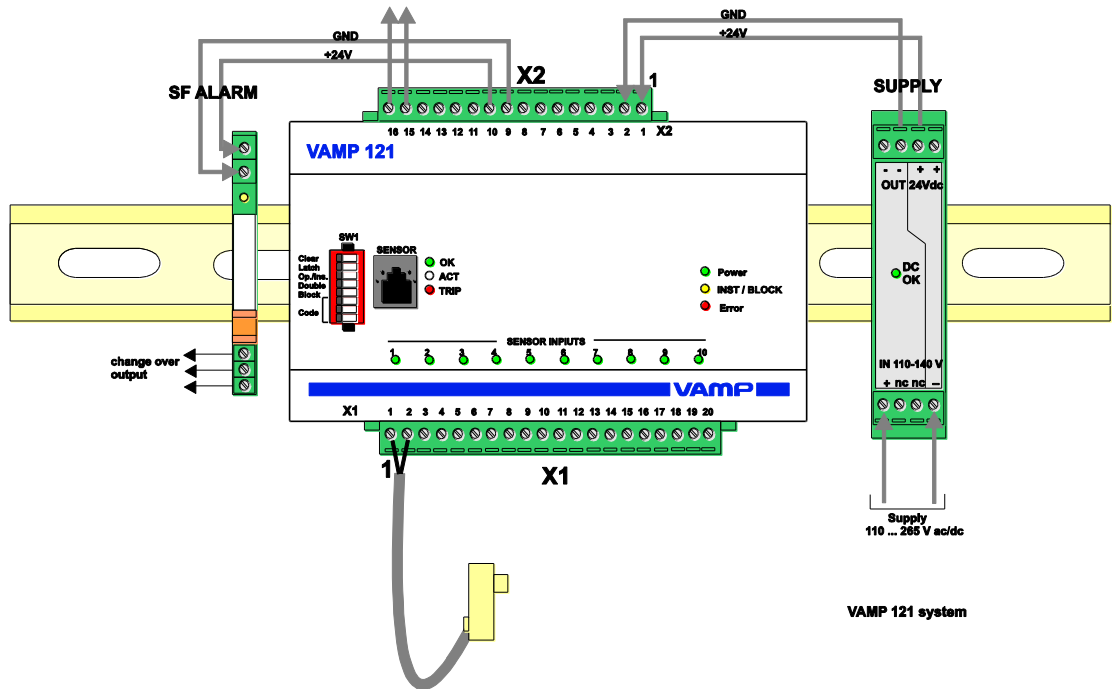 GND
+24V
GND
+24V
X2
1
SF ALARM
SUPPLY
16 15 14 13 12 11 10 9 8 7 6 5 4 3 2 1 X2
VAMP 121
- - + +
OUT 24Vdc
SW1
SENSOR
Clear
Latch
Op./Ins.
Double
Block
Code
OK
ACT
TRIP
Power
INST / BLOCK
Error
DC
OK
SENSOR INPIUTS
1 2 3 4 5 6 7 8 9 10
change over
output
IN 110-140 V
+ nc nc –
VAMP
X1 1 2 3 4 5 6 7 8 9 10 11 12 13 14 15 16 17 18 19 20
1
X1
Supply
110 ... 265 V ac/dc
VAMP 121 system